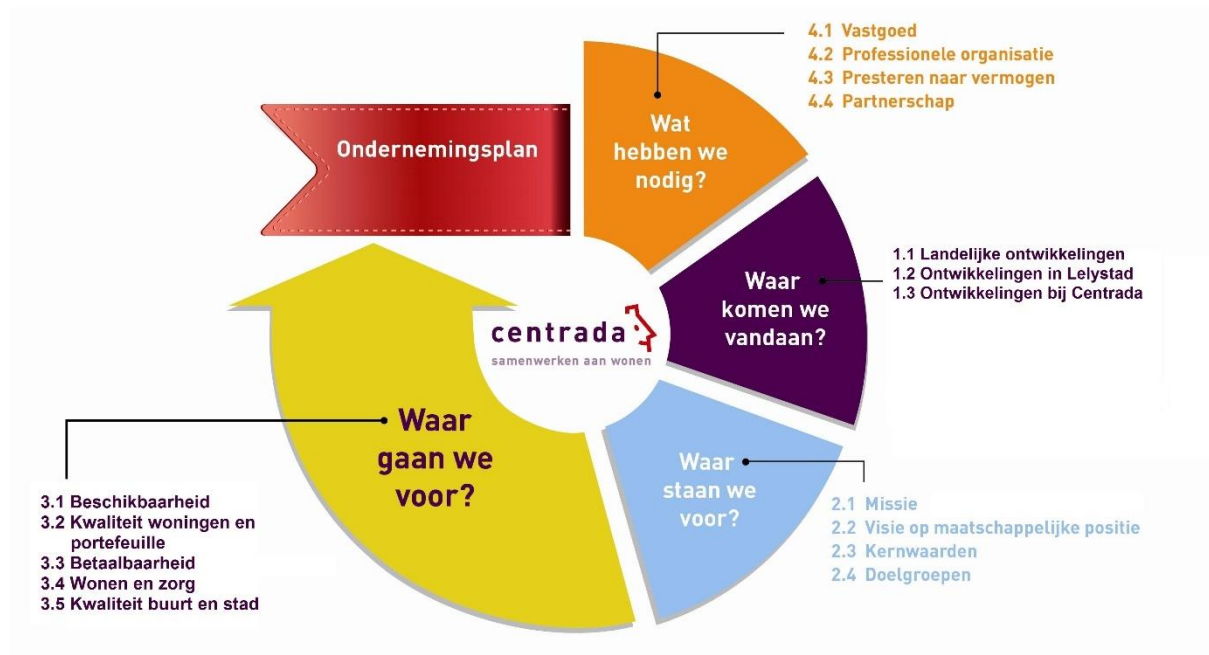 Ondernemingsplan
Wat
hebben we
nodig?
4.1 Vastgoed
4.2 Professionele organisatie
4.3 Presteren naar vermogen
4.4 Partnerschap
Waar
komen we
vandaan?
1.1 Landelijke ontwikkelingen
1.2 Ontwikkelingen in Lelystad
1.3 Ontwikkelingen bij Centrada
centrada
samenwerken aan wonen
Waar
staan we
voor?
2.1 Missie
2.2 Visie op maatschappelijke positie
2.3 Kernwaarden
2.4 Doelgroepen
Waar
gaan we
voor?
3.1 Beschikbaarheid
3.2 Kwaliteit woningen en
portefeuille
3.3 Betaalbaarheid
3.4 Wonen en zorg
3.5 Kwaliteit buurt en stad